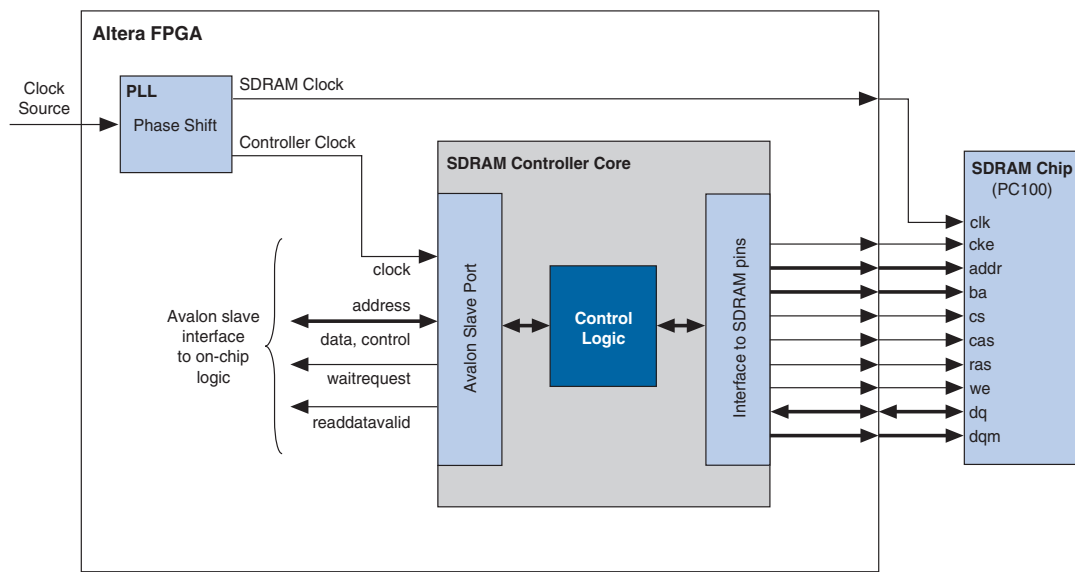 Altera FPGA
Clock
Source
PLL
Phase Shift
SDRAM Clock
Controller Clock
SDRAM Controller Core
SDRAM Chip
(PC100)
Avalon slave
interface
to on-chip
logic
clock
address
data, control
waitrequest
readdatavalid
Avalon Slave Port
Control
Logic
Interface to SDRAM pins
clk
cke
addr
ba
cs
cas
ras
we
dq
dqm